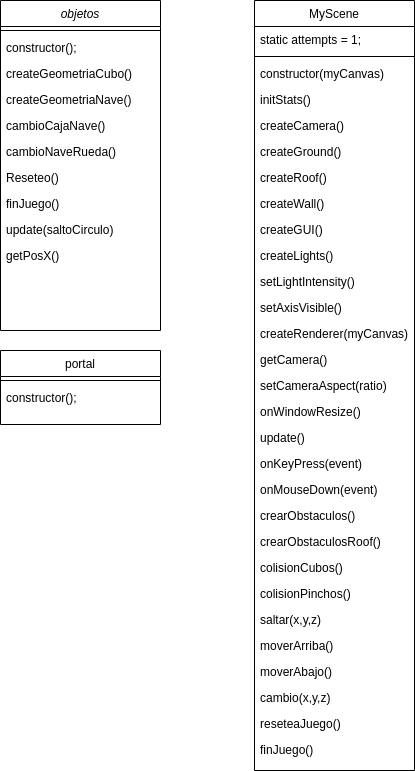 objetos
constructor();
createGeometriaCubo()
createGeometriaNave()
cambioCajaNave()
cambioNaveRueda()
Reseteo()
finJuego()
update(saltoCirculo)
getPosX()
portal
constructor();
MyScene
static attempts = 1;
constructor(myCanvas)
initStats()
createCamera()
createGround()
createRoof()
createWall()
createGUI()
createLights()
setLightIntensity()
setAxisVisible()
createRenderer(myCanvas)
getCamera()
setCameraAspect(ratio)
onWindowResize()
update()
onKeyPress(event)
onMouseDown(event)
crearObstaculos()
crearObstaculosRoof()
colisionCubos()
colisionPinchos()
saltar(x,y,z)
moverArriba()
moverAbajo()
cambio(x,y,z)
reseteaJuego()
finJuego()